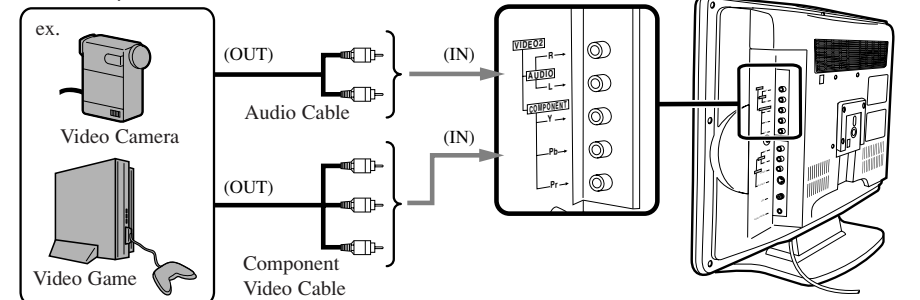 ex.
(OUT)
Audio Cable
(IN)
Video Camera
(OUT)
(IN)
Video Game
Component
Video Cable
VIDEO2
R
AUDIO
L
COMPONENT
Y
Pb
Pr